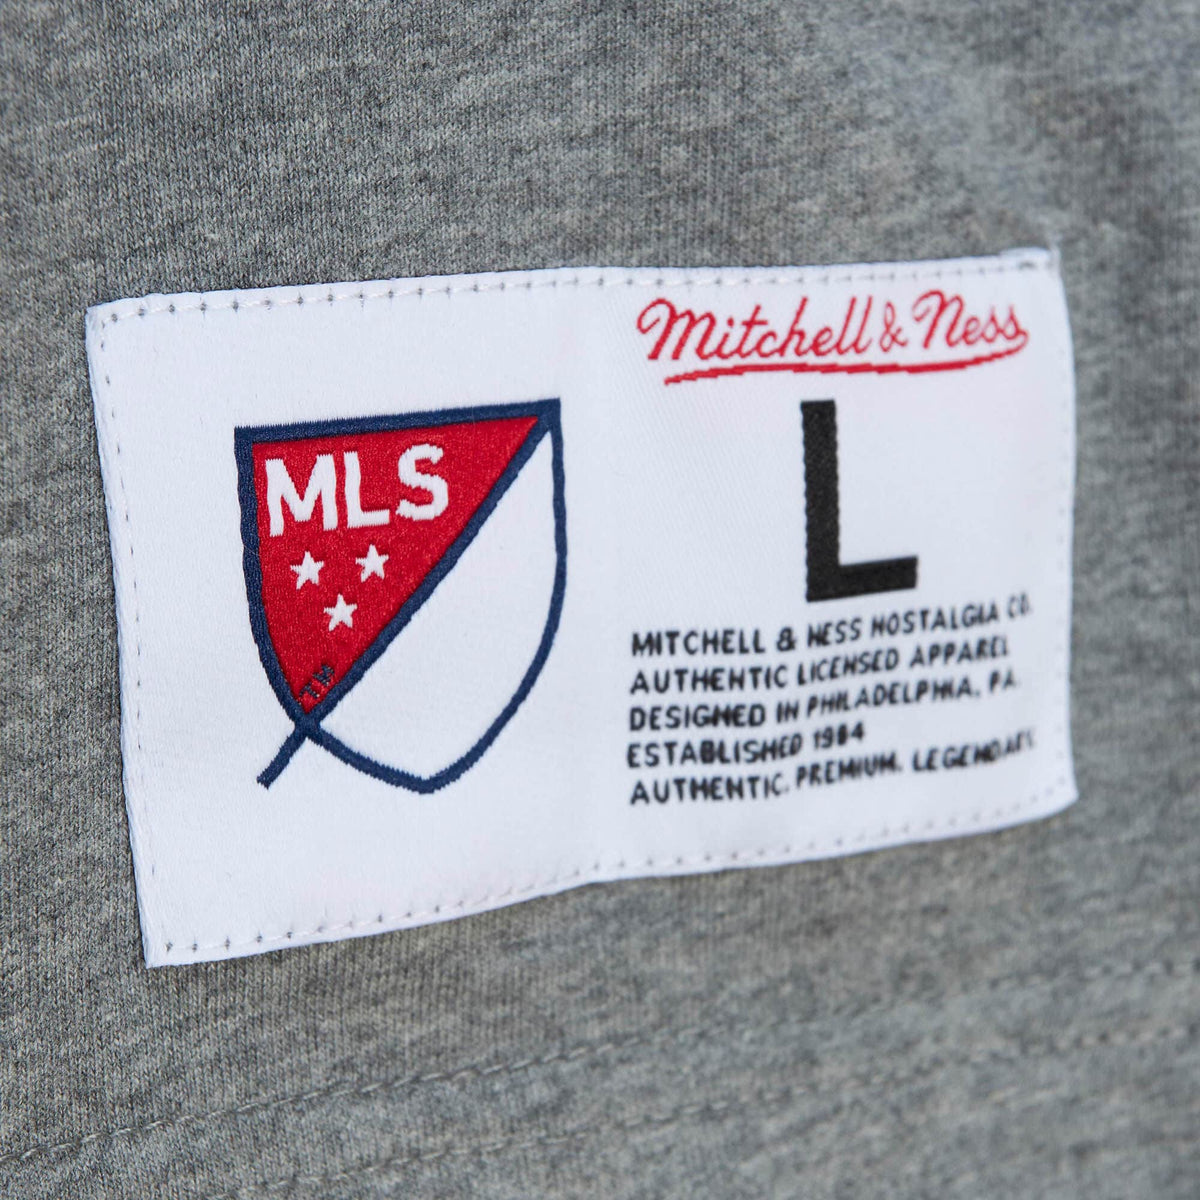 Mitchell & Ness
MLS
TM
L
MITCHELL & NESS NOSTALGIA CO.
AUTHENTIC LICENSED APPAREL
DESIGNED IN PHILADELPHIA, PA
ESTABLISHED 1904
AUTHENTIC. PREMIUM. LEGENDARY.